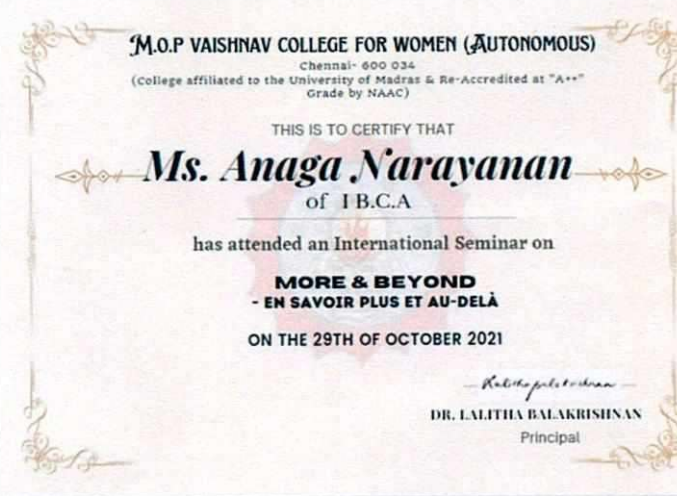 M.O.P VAISHNAV COLLEGE FOR WOMEN (AUTONOMOUS)
Chennai- 600 034
(College affiliated to the University of Madras & Re-Accredited at "A++"
Grade by NAAC)
THIS IS TO CERTIFY THAT
Ms. Anaga Narayanan
of I B.C.A
has attended an International Seminar on
MORE & BEYOND
- EN SAVOIR PLUS ET AU-DELÀ
ON THE 29TH OF OCTOBER 2021
DR. LALITHA BALAKRISHNAN
Principal